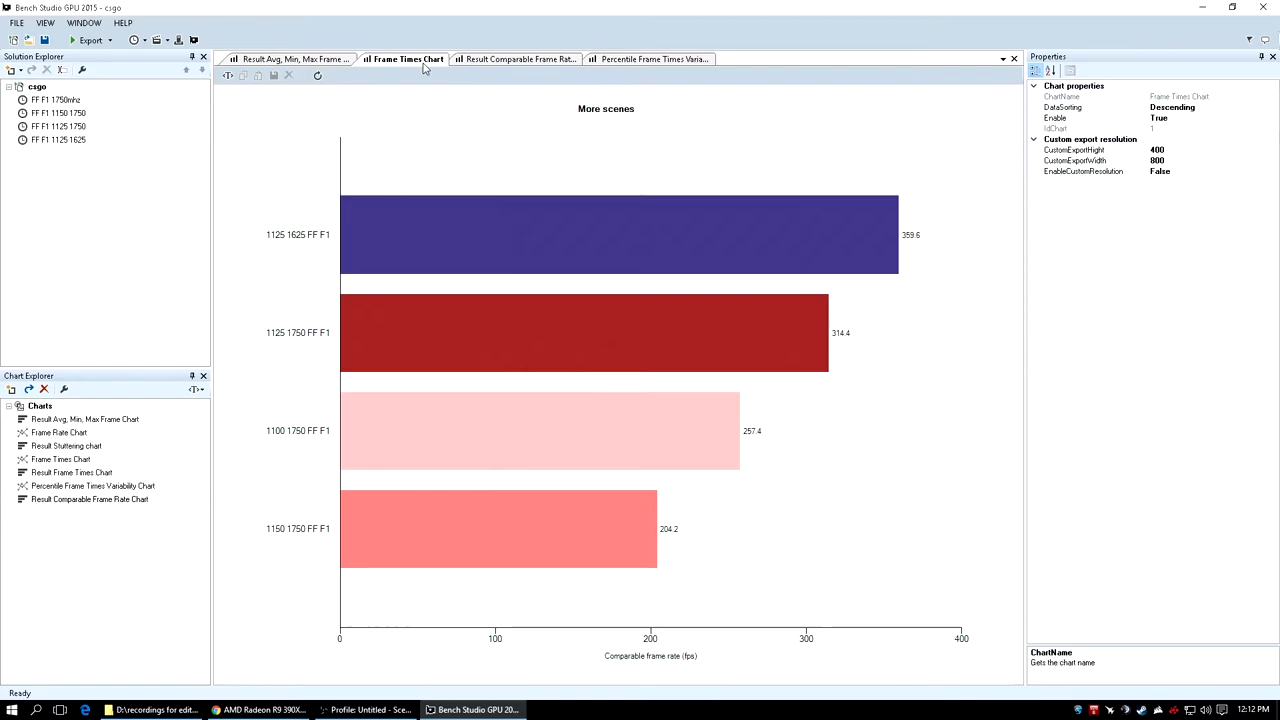 Bench Studio GPU 2015 - csgo
FILE VIEW WINDOW HELP
Export
Solution Explorer
csgo
FF F1 1750mhz
FF F1 1150 1750
FF F1 1125 1750
FF F1 1125 1625
Chart Explorer
Charts
Result Avg, Min, Max Frame Chart
Frame Rate Chart
Result Stuttering chart
Frame Times Chart
Result Frame Times Chart
Percentile Frame Times Variability Chart
Result Comparable Frame Rate Chart
Result Avg, Min, Max Frame ...
Frame Times Chart
Result Comparable Frame Rat...
Percentile Frame Times Varia...
More scenes
1125 1625 FF F1 359.6
1125 1750 FF F1 314.4
1100 1750 FF F1 257.4
1150 1750 FF F1 204.2
0 100 200 300 400
Comparable frame rate (fps)
Properties
Chart properties
ChartName Frame Times Chart
DataSorting Descending
Enable True
IdChart 1
Custom export resolution
CustomExportHight 400
CustomExportWidth 800
EnableCustomResolution False
ChartName
Gets the chart name
Ready
D:\recordings for edit...
AMD Radeon R9 390X...
Profile: Untitled - Sce...
Bench Studio GPU 20...
12:12 PM